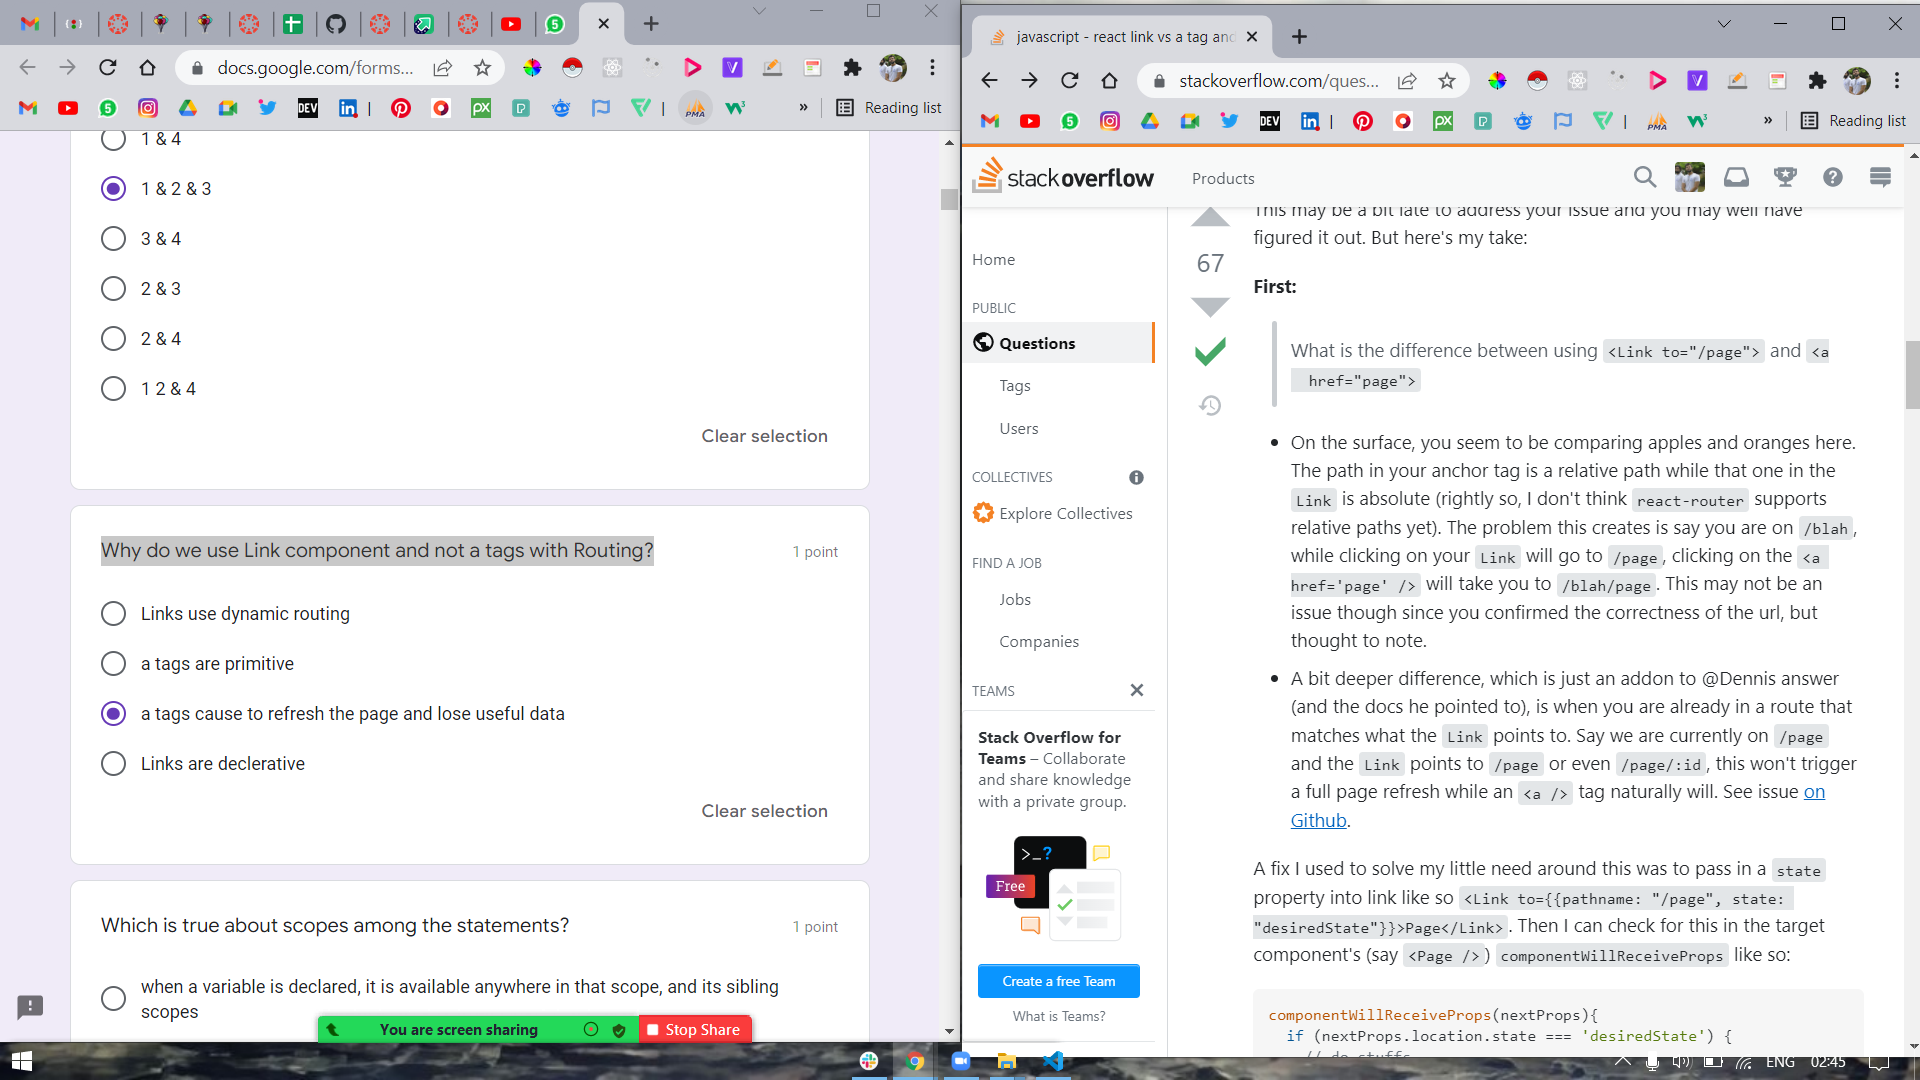 docs.google.com/forms...
Reading list
1 & 4
1 & 2 & 3
3 & 4
2 & 3
2 & 4
1 2 & 4
Clear selection
Why do we use Link component and not a tags with Routing?
1 point
Links use dynamic routing
a tags are primitive
a tags cause to refresh the page and lose useful data
Links are declerative
Clear selection
Which is true about scopes among the statements?
1 point
when a variable is declared, it is available anywhere in that scope, and its sibling
scopes
You are screen sharing
Stop Share
javascript - react link vs a tag and
stackoverflow.com/ques...
Reading list
stackoverflow
Products
Home
PUBLIC
Questions
Tags
Users
COLLECTIVES
Explore Collectives
FIND A JOB
Jobs
Companies
TEAMS
Stack Overflow for
Teams – Collaborate
and share knowledge
with a private group.
>_?
Free
Create a free Team
What is Teams?
67
This may be a bit late to address your issue and you may well have
figured it out. But here's my take:
First:
What is the difference between using <Link to="/page"> and <a
href="page">
• On the surface, you seem to be comparing apples and oranges here.
The path in your anchor tag is a relative path while that one in the
Link is absolute (rightly so, I don't think react-router supports
relative paths yet). The problem this creates is say you are on /blah,
while clicking on your Link will go to /page, clicking on the <a
href='page' /> will take you to /blah/page. This may not be an
issue though since you confirmed the correctness of the url, but
thought to note.
• A bit deeper difference, which is just an addon to @Dennis answer
(and the docs he pointed to), is when you are already in a route that
matches what the Link points to. Say we are currently on /page
and the Link points to /page or even /page/:id, this won't trigger
a full page refresh while an <a /> tag naturally will. See issue on
Github.
A fix I used to solve my little need around this was to pass in a state
property into link like so <Link to={{pathname: "/page", state:
"desiredState"}}>Page</Link>. Then I can check for this in the target
component's (say <Page />) componentWillReceiveProps like so:
componentWillReceiveProps(nextProps){
if (nextProps.location.state === 'desiredState') {
// do stuffs
ENG
02:45